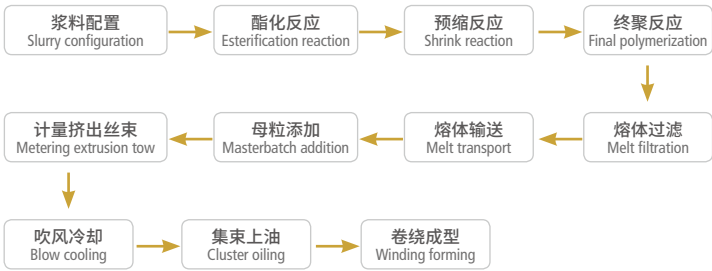 浆料配置
Slurry configuration
酯化反应
Esterification reaction
预缩反应
Shrink reaction
终聚反应
Final polymerization
计量挤出丝束
Metering extrusion tow
母粒添加
Masterbatch addition
熔体输送
Melt transport
熔体过滤
Melt filtration
吹风冷却
Blow cooling
集束上油
Cluster oiling
卷绕成型
Winding forming